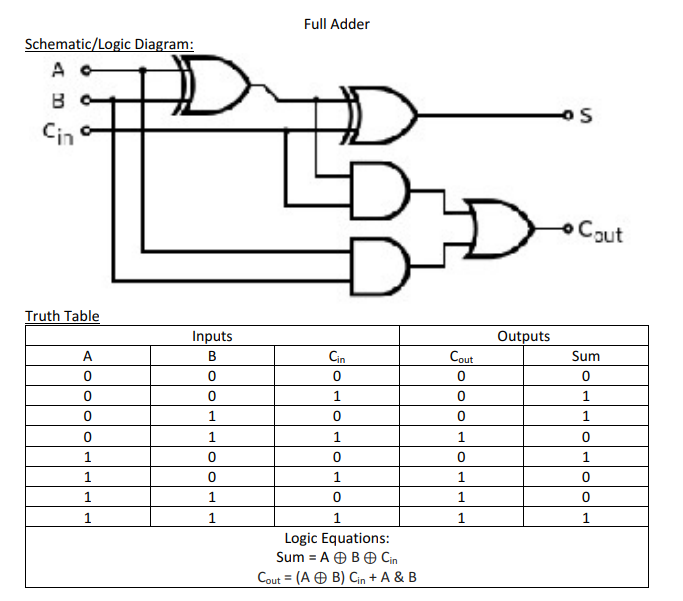 Full Adder
Schematic/Logic Diagram:
A
B
Cin
S
Cout
Truth Table
Inputs Outputs
A B Cin Cout Sum
0 0 0 0 0
0 0 1 0 1
0 1 0 0 1
0 1 1 1 0
1 0 0 0 1
1 0 1 1 0
1 1 0 1 0
1 1 1 1 1
Logic Equations:
Sum = A ⊕ B ⊕ Cin
Cout = (A ⊕ B) Cin + A & B